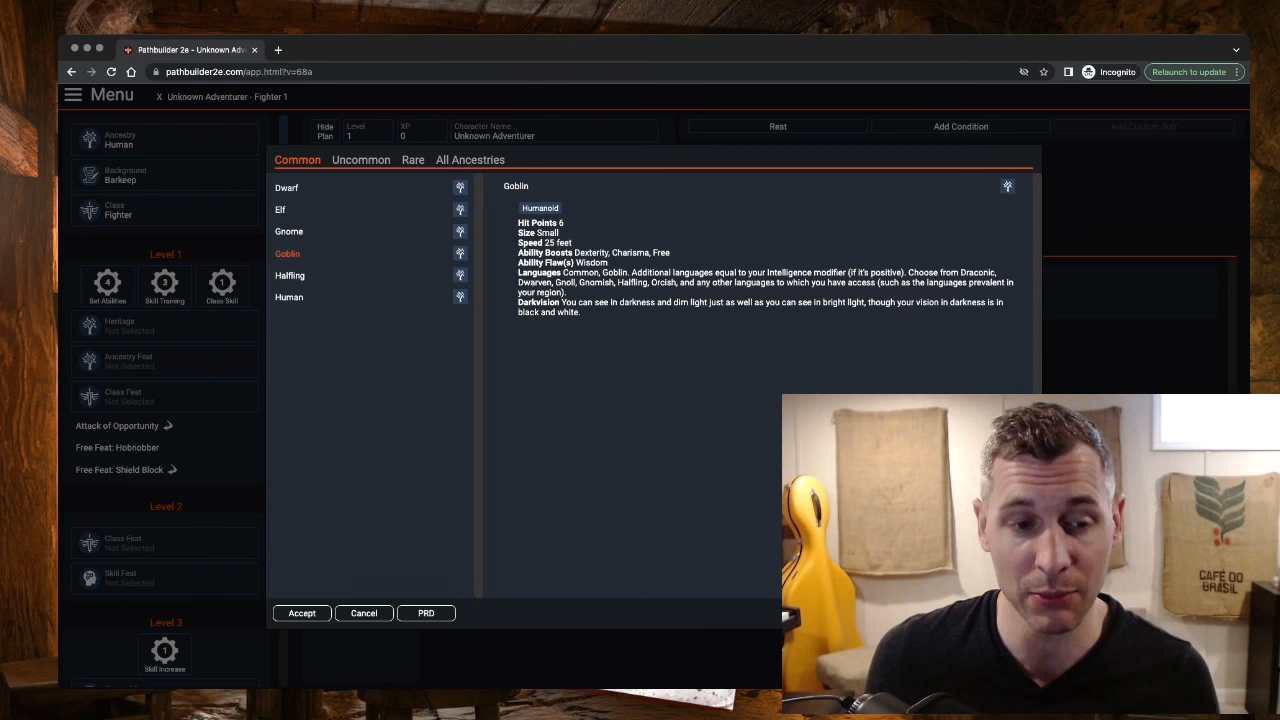 Pathbuilder 2e - Unknown Adv
pathbuilder2e.com/app.html?v=68a
Incognito
Relaunch to update
Menu
X Unknown Adventurer - Fighter 1
Ancestry
Human
Background
Barkeep
Class
Fighter
Level 1
4
3
1
Set Abilities
Skill Training
Class Skill
Heritage
Not Selected
Ancestry Feat
Not Selected
Class Feat
Not Selected
Attack of Opportunity
Free Feat: Hobnobber
Free Feat: Shield Block
Level 2
Class Feat
Not Selected
Skill Feat
Not Selected
Level 3
1
Skill Increase
Hide
Plan
Level
1
XP
0
Character Name
Unknown Adventurer
Rest
Add Condition
Add Custom Buff
Common
Uncommon
Rare
All Ancestries
Dwarf
Elf
Gnome
Goblin
Halfling
Human
Goblin
Humanoid
Hit Points 6
Size Small
Speed 25 feet
Ability Boosts Dexterity, Charisma, Free
Ability Flaw(s) Wisdom
Languages Common, Goblin. Additional languages equal to your Intelligence modifier (if it's positive). Choose from Draconic,
Dwarven, Gnoll, Gnomish, Halfling, Orcish, and any other languages to which you have access (such as the languages prevalent in
your region).
Darkvision You can see in darkness and dim light just as well as you can see in bright light, though your vision in darkness is in
black and white.
Accept
Cancel
PRD
CAFÉ DO
BRASIL